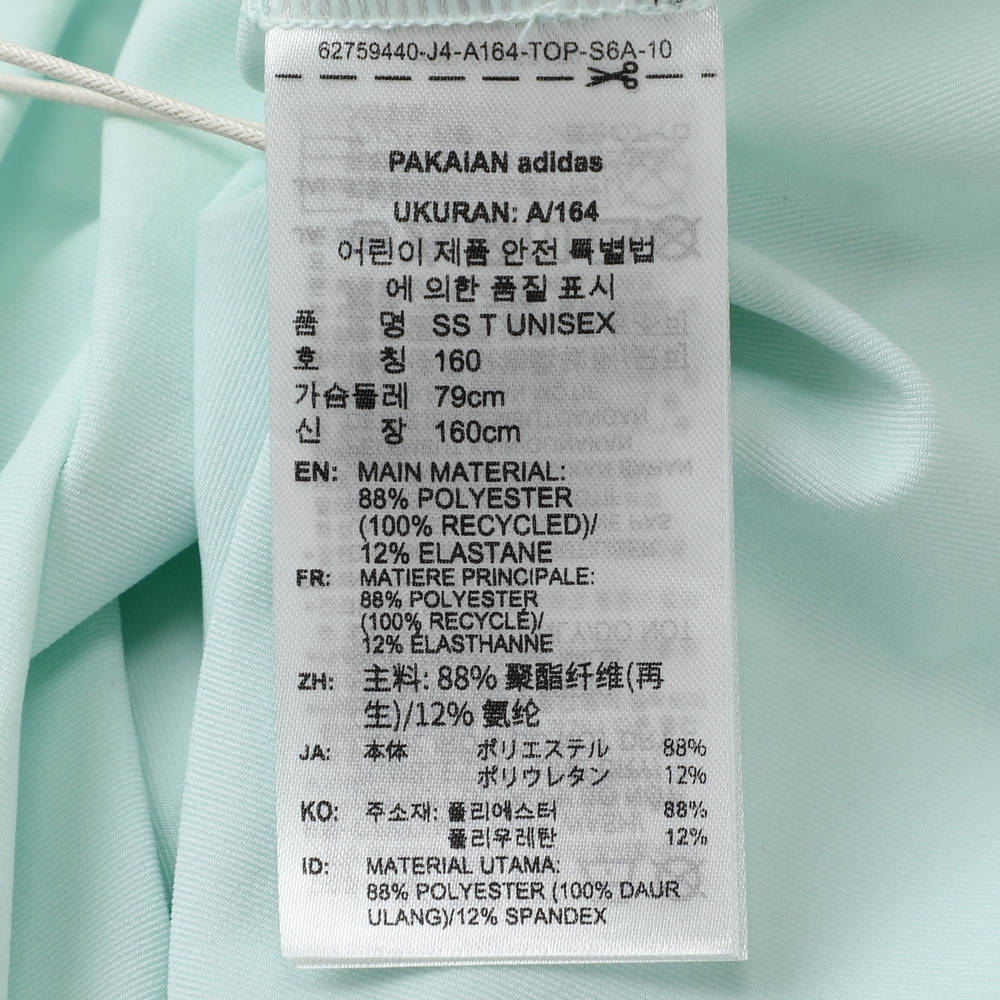 62759440-J4-A164-TOP-S6A-10
PAKAIAN adidas
UKURAN: A/164
어린이 제품 안전 특별법
에 의한 품질 표시
품 명 SS T UNISEX
호 칭 160
가슴둘레 79cm
신 장 160cm
EN: MAIN MATERIAL:
88% POLYESTER
(100% RECYCLED)/
12% ELASTANE
FR: MATIERE PRINCIPALE:
88% POLYESTER
(100% RECYCLÉ)/
12% ÉLASTHANNE
ZH: 主料: 88% 聚酯纤维(再
生)/12% 氨纶
JA: 本体 ポリエステル 88%
ポリウレタン 12%
KO: 주소재: 폴리에스터 88%
폴리우레탄 12%
ID: MATERIAL UTAMA:
88% POLYESTER (100% DAUR
ULANG)/12% SPANDEX